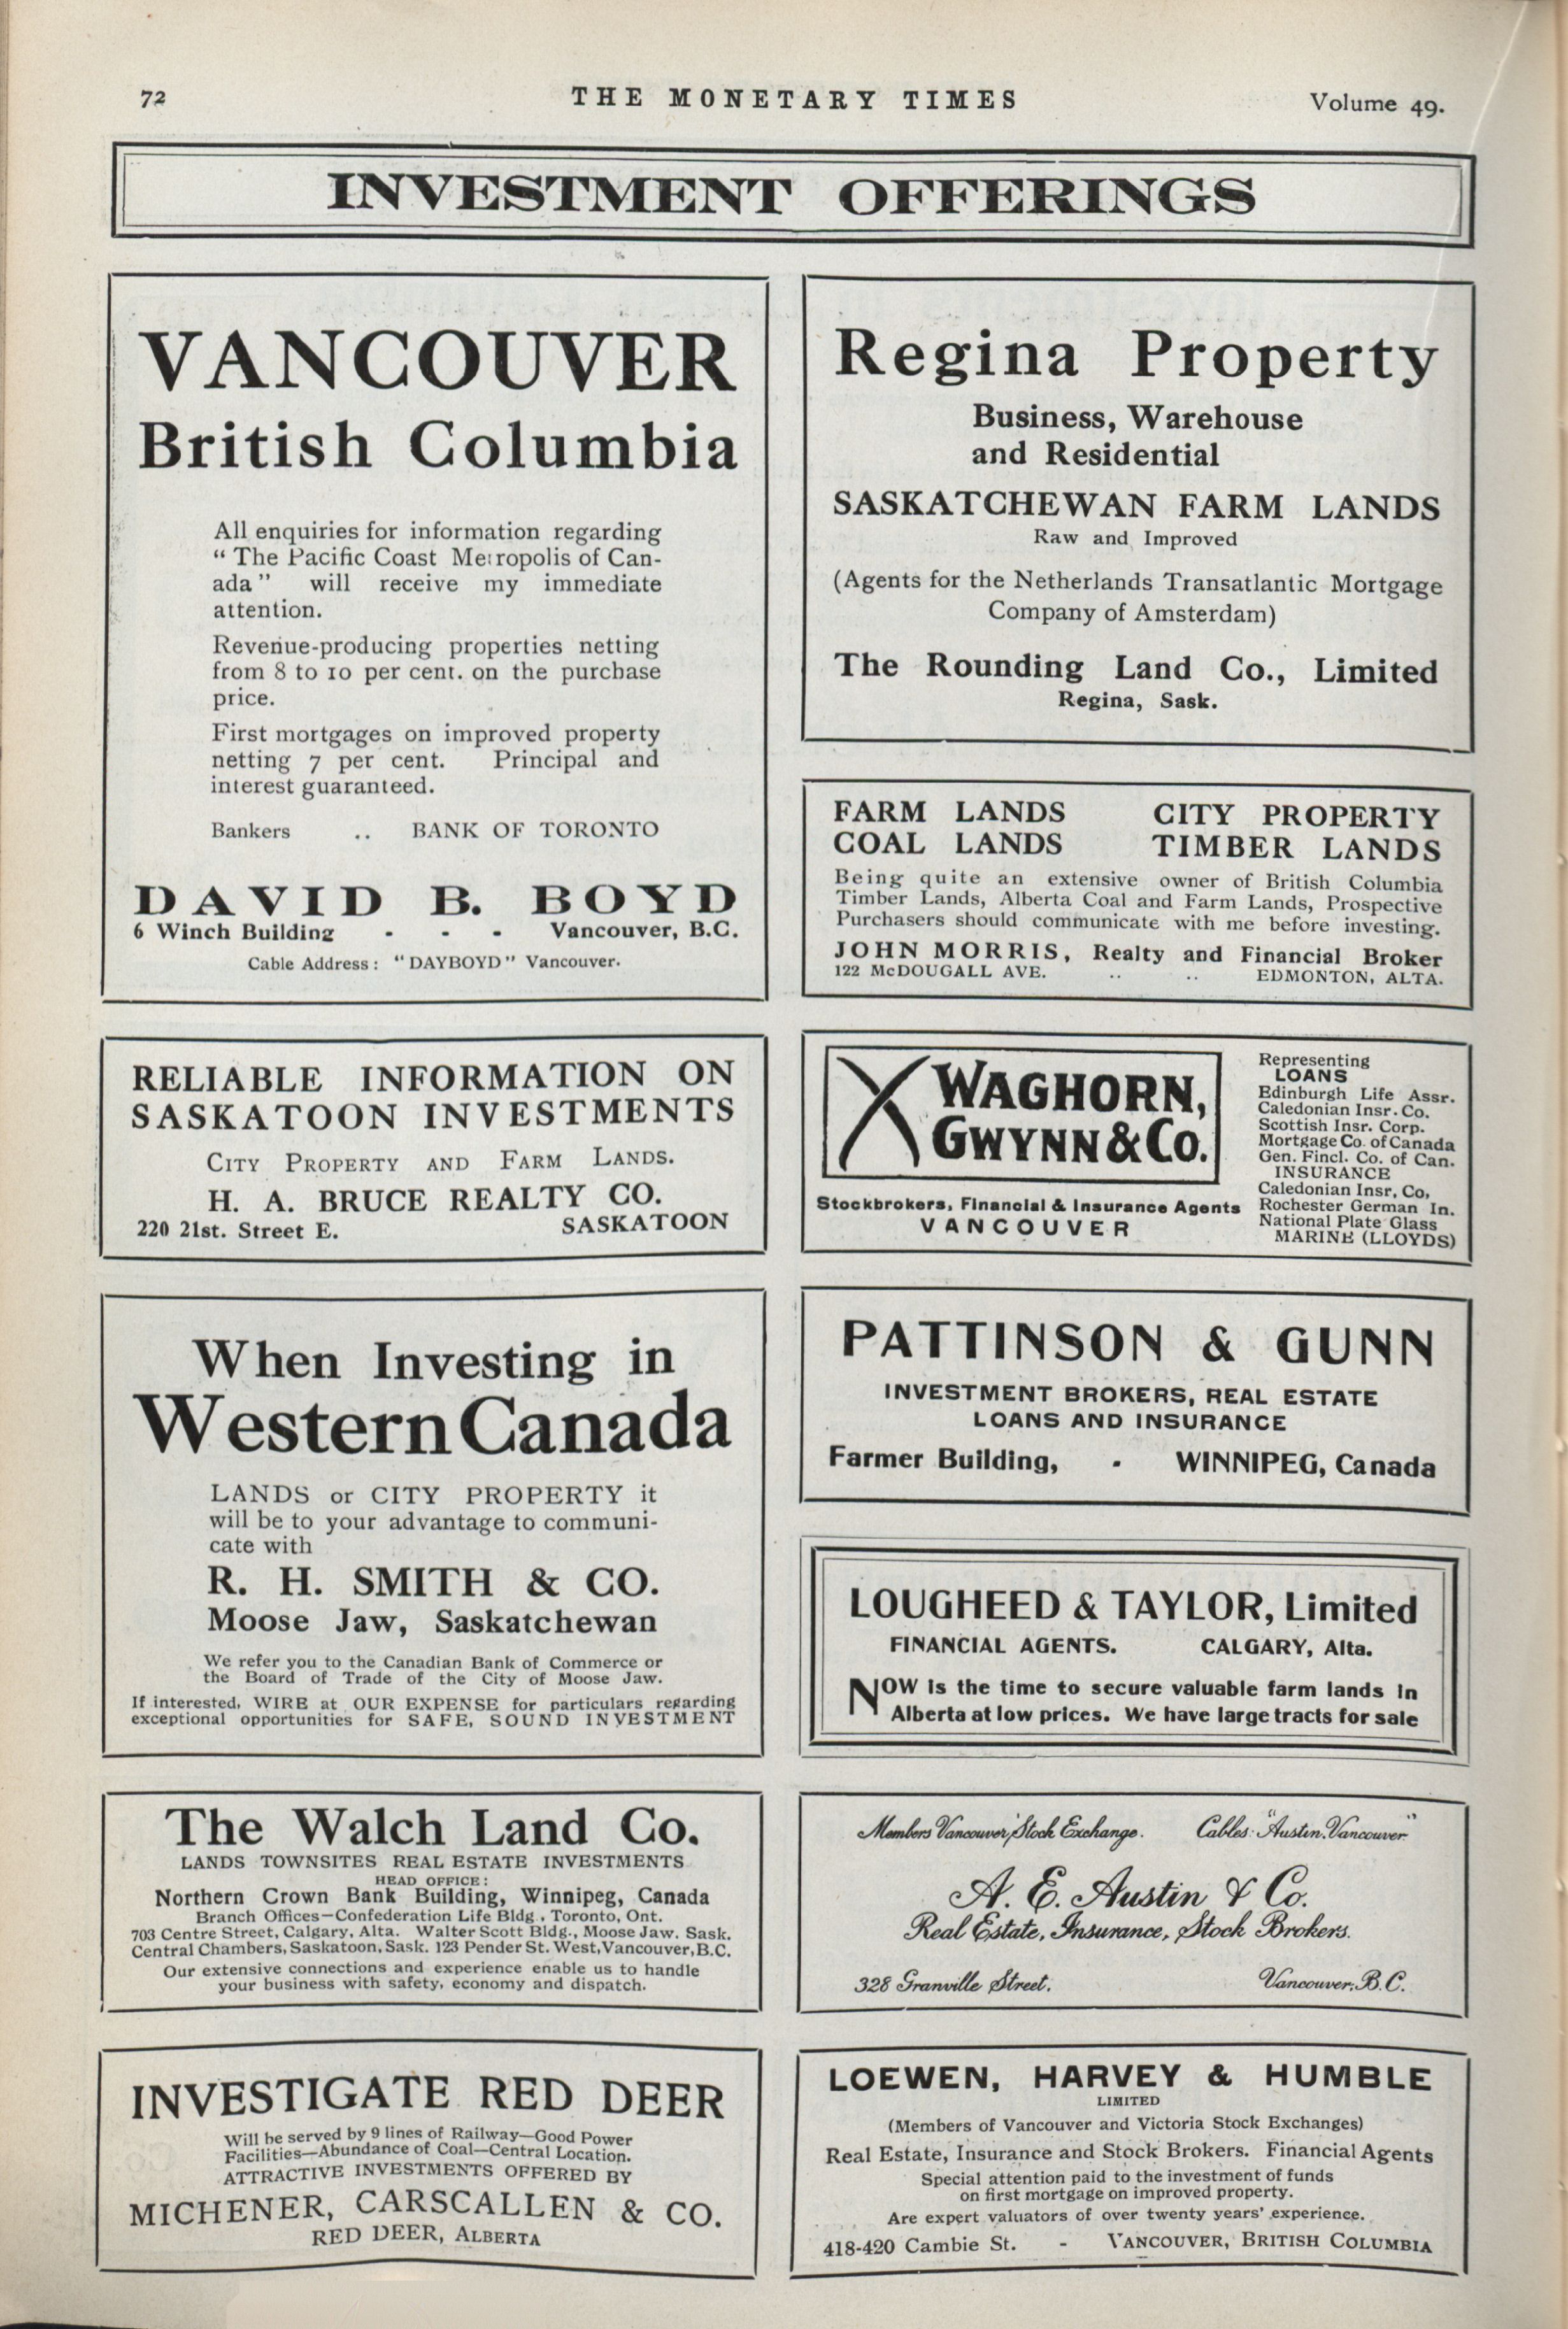 72
THE MONETARY TIMES
Volume 49.
INVESTMENT OFFERINGS
VANCOUVER
British Columbia
All enquiries for information regarding
“ The Pacific Coast Metropolis of Can-
ada ” will receive my immediate
attention.
Revenue-producing properties netting
from 8 to 10 per cent. on the purchase
price.
First mortgages on improved property
netting 7 per cent. Principal and
interest guaranteed.
Bankers .. BANK OF TORONTO
DAVID B. BOYD
6 Winch Building - - - Vancouver, B.C.
Cable Address: “DAYBOYD” Vancouver.
RELIABLE INFORMATION ON
SASKATOON INVESTMENTS
CITY PROPERTY AND FARM LANDS.
H. A. BRUCE REALTY CO.
220 21st. Street E. SASKATOON
When Investing in
Western Canada
LANDS or CITY PROPERTY it
will be to your advantage to communi-
cate with
R. H. SMITH & CO.
Moose Jaw, Saskatchewan
We refer you to the Canadian Bank of Commerce or
the Board of Trade of the City of Moose Jaw.
If interested, WIRE at OUR EXPENSE for particulars regarding
exceptional opportunities for SAFE, SOUND INVESTMENT
The Walch Land Co.
LANDS TOWNSITES REAL ESTATE INVESTMENTS
HEAD OFFICE:
Northern Crown Bank Building, Winnipeg, Canada
Branch Offices—Confederation Life Bldg., Toronto, Ont.
703 Centre Street, Calgary, Alta. Walter Scott Bldg., Moose Jaw. Sask.
Central Chambers, Saskatoon, Sask. 123 Pender St. West, Vancouver, B.C.
Our extensive connections and experience enable us to handle
your business with safety, economy and dispatch.
INVESTIGATE RED DEER
Will be served by 9 lines of Railway—Good Power
Facilities—Abundance of Coal—Central Location.
ATTRACTIVE INVESTMENTS OFFERED BY
MICHENER, CARSCALLEN & CO.
RED DEER, ALBERTA
Regina Property
Business, Warehouse
and Residential
SASKATCHEWAN FARM LANDS
Raw and Improved
(Agents for the Netherlands Transatlantic Mortgage
Company of Amsterdam)
The Rounding Land Co., Limited
Regina, Sask.
FARM LANDS CITY PROPERTY
COAL LANDS TIMBER LANDS
Being quite an extensive owner of British Columbia
Timber Lands, Alberta Coal and Farm Lands, Prospective
Purchasers should communicate with me before investing.
JOHN MORRIS, Realty and Financial Broker
122 McDOUGALL AVE. .. .. EDMONTON, ALTA.
WAGHORN,
GWYNN & CO.
Stockbrokers, Financial & Insurance Agents
VANCOUVER
Representing
LOANS
Edinburgh Life Assr.
Caledonian Insr. Co.
Scottish Insr. Corp.
Mortgage Co. of Canada
Gen. Fincl. Co. of Can.
INSURANCE
Caledonian Insr, Co,
Rochester German In.
National Plate Glass
MARINE (LLOYDS)
PATTINSON & GUNN
INVESTMENT BROKERS, REAL ESTATE
LOANS AND INSURANCE
Farmer Building, - WINNIPEG, Canada
LOUGHEED & TAYLOR, Limited
FINANCIAL AGENTS. CALGARY, Alta.
NOW is the time to secure valuable farm lands in
Alberta at low prices. We have large tracts for sale
Members Vancouver Stock Exchange. Cables: "Austin, Vancouver"
A. E. Austin & Co.
Real Estate, Insurance, Stock Brokers.
328 Granville Street. Vancouver, B.C.
LOEWEN, HARVEY & HUMBLE
LIMITED
(Members of Vancouver and Victoria Stock Exchanges)
Real Estate, Insurance and Stock Brokers. Financial Agents
Special attention paid to the investment of funds
on first mortgage on improved property.
Are expert valuators of over twenty years’ experience.
418-420 Cambie St. - VANCOUVER, BRITISH COLUMBIA